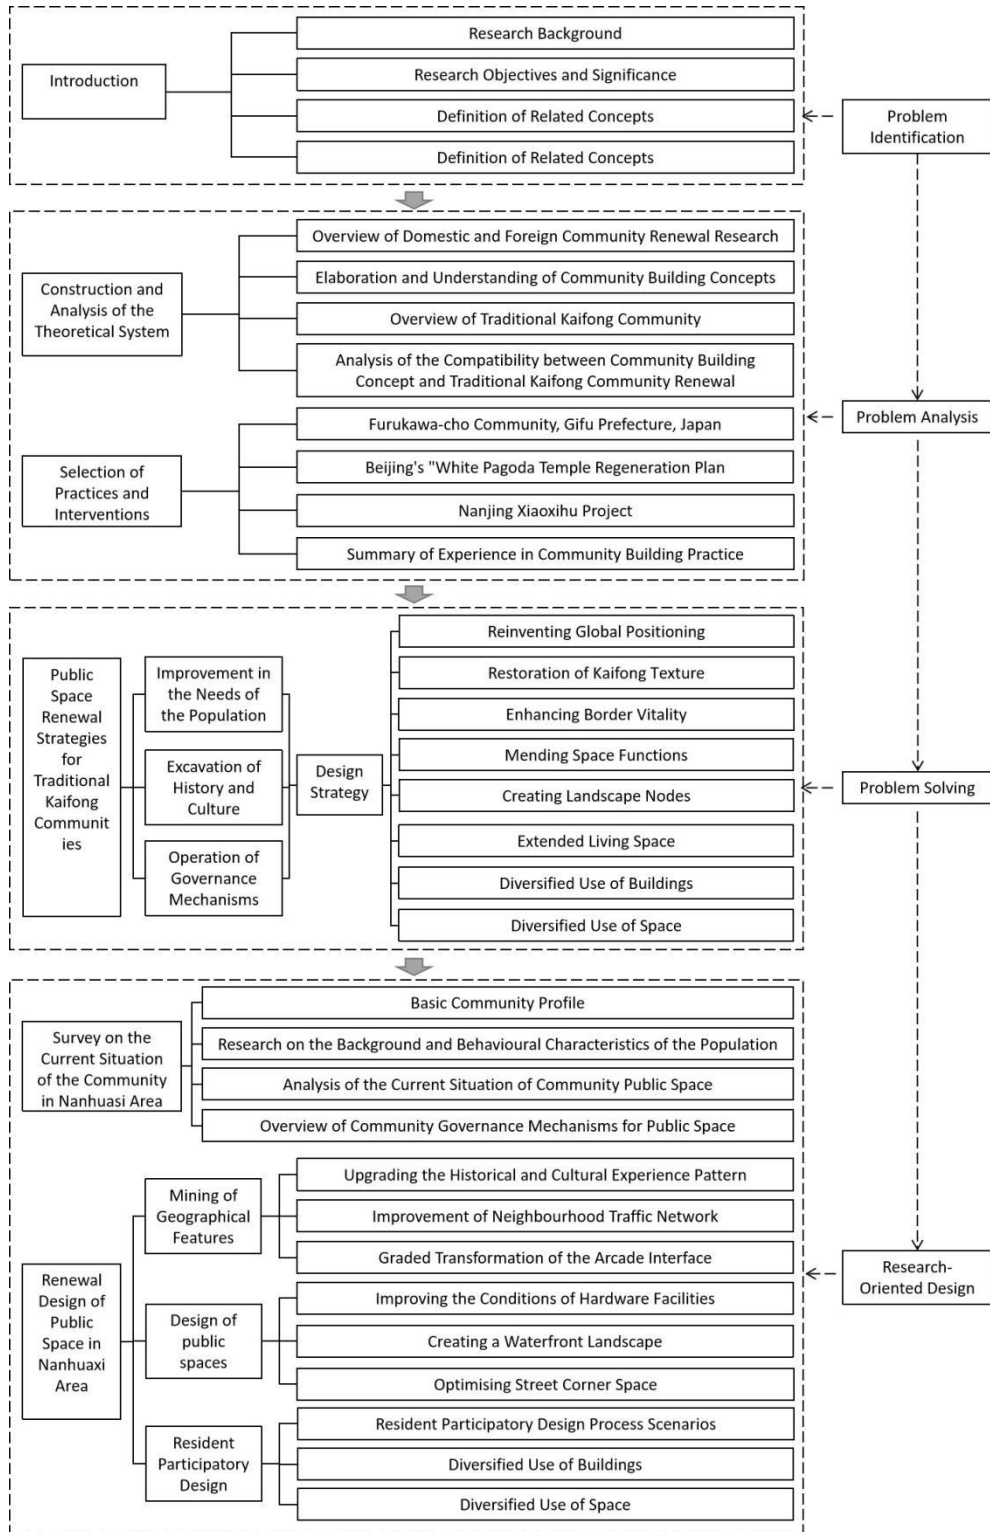 Introduction
Research Background
Research Objectives and Significance
Definition of Related Concepts
Definition of Related Concepts
Problem
Identification
Construction and
Analysis of the
Theoretical System
Overview of Domestic and Foreign Community Renewal Research
Elaboration and Understanding of Community Building Concepts
Overview of Traditional Kaifong Community
Analysis of the Compatibility between Community Building
Concept and Traditional Kaifong Community Renewal
Selection of
Practices and
Interventions
Furukawa-cho Community, Gifu Prefecture, Japan
Beijing's "White Pagoda Temple Regeneration Plan
Nanjing Xiaoxihu Project
Summary of Experience in Community Building Practice
Problem Analysis
Public
Space
Renewal
Strategies
for
Traditional
Kaifong
Communit
ies
Improvement in
the Needs of
the Population
Excavation of
History and
Culture
Operation of
Governance
Mechanisms
Design
Strategy
Reinventing Global Positioning
Restoration of Kaifong Texture
Enhancing Border Vitality
Mending Space Functions
Creating Landscape Nodes
Extended Living Space
Diversified Use of Buildings
Diversified Use of Space
Problem Solving
Survey on the
Current Situation
of the Community
in Nanhuasi Area
Basic Community Profile
Research on the Background and Behavioural Characteristics of the Population
Analysis of the Current Situation of Community Public Space
Overview of Community Governance Mechanisms for Public Space
Renewal
Design of
Public
Space in
Nanhuaxi
Area
Mining of
Geographical
Features
Upgrading the Historical and Cultural Experience Pattern
Improvement of Neighbourhood Traffic Network
Graded Transformation of the Arcade Interface
Design of
public
spaces
Improving the Conditions of Hardware Facilities
Creating a Waterfront Landscape
Optimising Street Corner Space
Resident
Participatory
Design
Resident Participatory Design Process Scenarios
Diversified Use of Buildings
Diversified Use of Space
Research-
Oriented Design